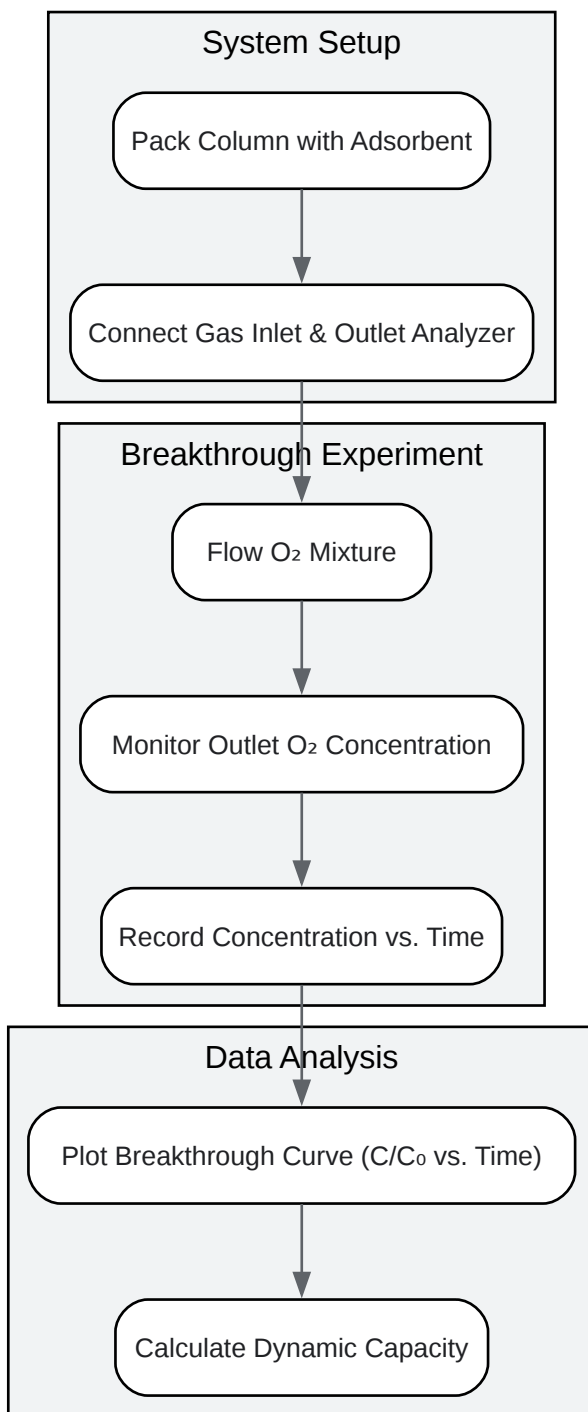 System Setup
Pack Column with Adsorbent
Connect Gas Inlet & Outlet Analyzer
Breakthrough Experiment
Flow O₂ Mixture
Monitor Outlet O₂ Concentration
Record Concentration vs. Time
Data Analysis
Plot Breakthrough Curve (C/C₀ vs. Time)
Calculate Dynamic Capacity